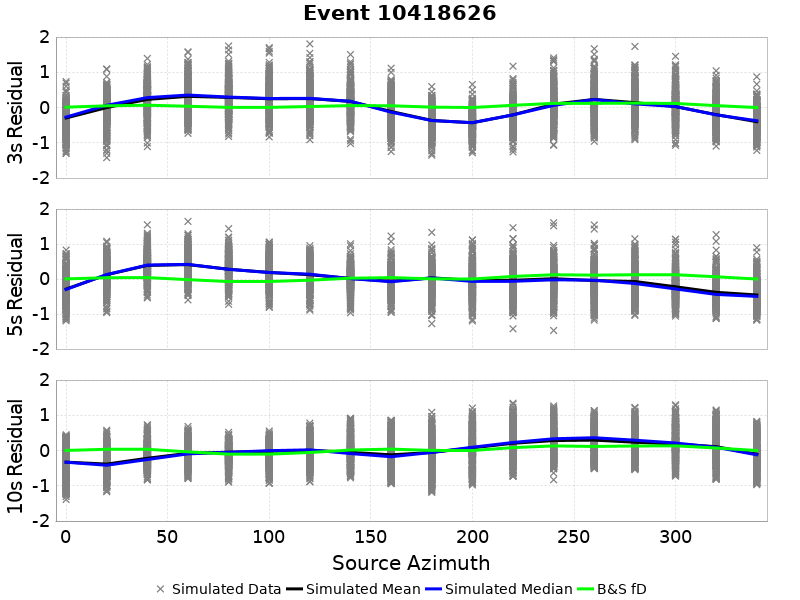 Event 10418626
3s Residual
2
1
0
-1
-2
5s Residual
2
1
0
-1
-2
10s Residual
2
1
0
-1
-2
0 50 100 150 200 250 300
Source Azimuth
Simulated Data Simulated Mean Simulated Median B&S fD